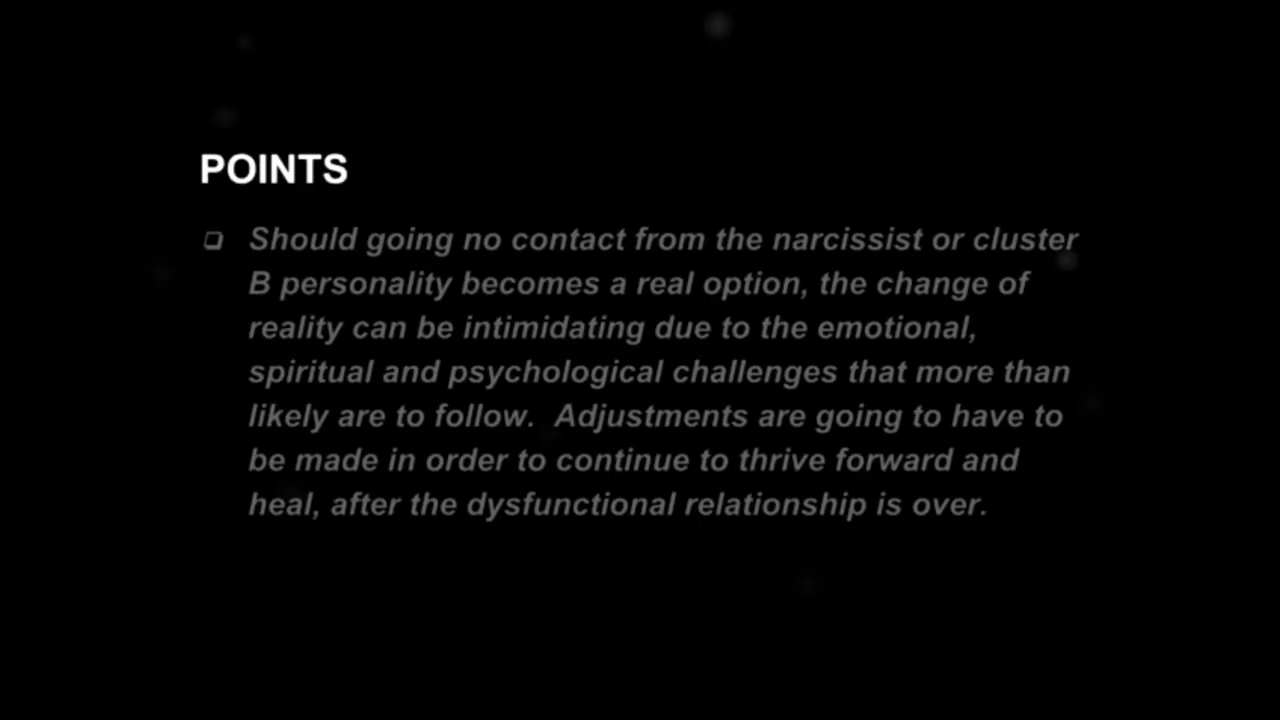 POINTS
❑ Should going no contact from the narcissist or cluster
B personality becomes a real option, the change of
reality can be intimidating due to the emotional,
spiritual and psychological challenges that more than
likely are to follow.  Adjustments are going to have to
be made in order to continue to thrive forward and
heal, after the dysfunctional relationship is over.